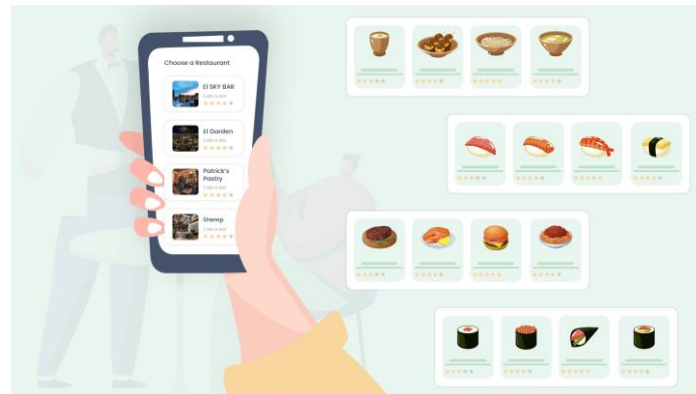 Choose a Restaurant
El SKY BAR
Cafe & Bar
El Garden
Cafe & Bar
Patrick's
Pastry
Cafe & Bar
Sherep
Cafe & Bar